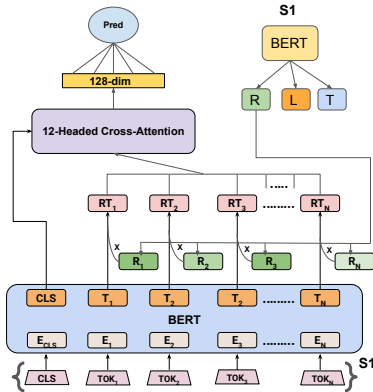 S1
Pred
BERT
128-dim
R L T
12-Headed Cross-Attention
RT1 RT2 RT3 ..... ......... RTN
x x x x
R1 R2 R3 RN
CLS T1 T2 T2 ......... TN
BERT
ECLS E1 E2 E2 ......... EN
S1
{ CLS TOK1 TOK2 TOK3 TOKN }